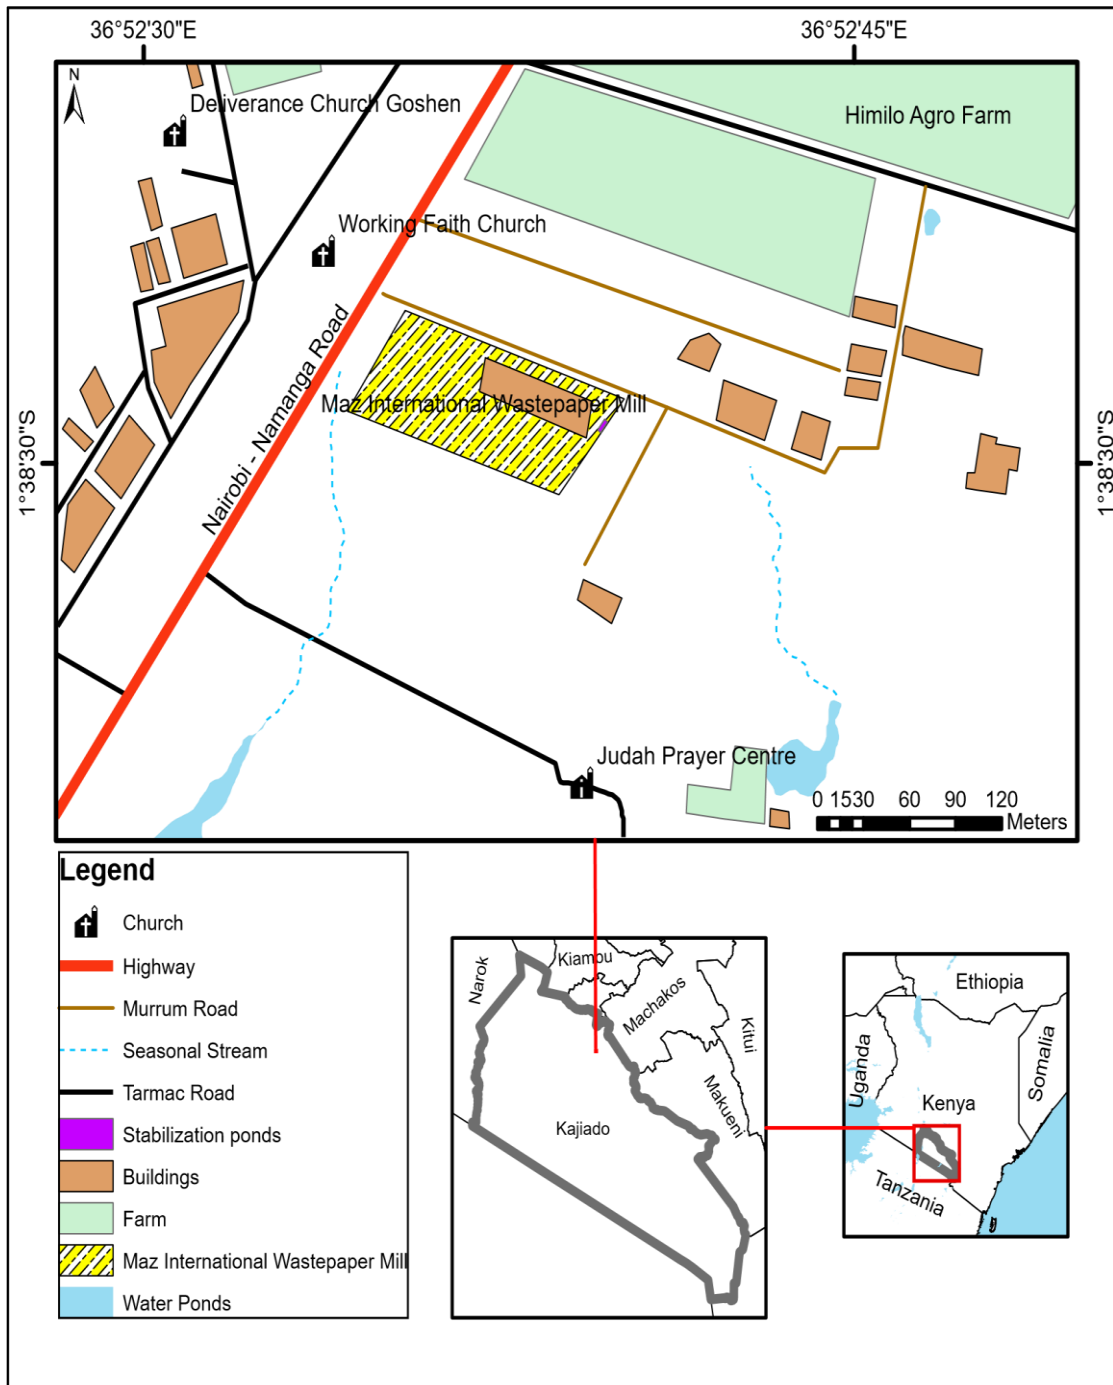 36°52'30"E
36°52'45"E
N
Deliverance Church Goshen
Himilo Agro Farm
Working Faith Church
Nairobi - Namanga Road
Maz International Wastepaper Mill
1°38'30"S
1°38'30"S
Judah Prayer Centre
0 1530 60 90 120
Meters
Legend
Church
Highway
Murrum Road
Seasonal Stream
Tarmac Road
Stabilization ponds
Buildings
Farm
Maz International Wastepaper Mill
Water Ponds
Narok
Kiambu
Machakos
Kitui
Makueni
Kajiado
Ethiopia
Uganda
Somalia
Kenya
Tanzania